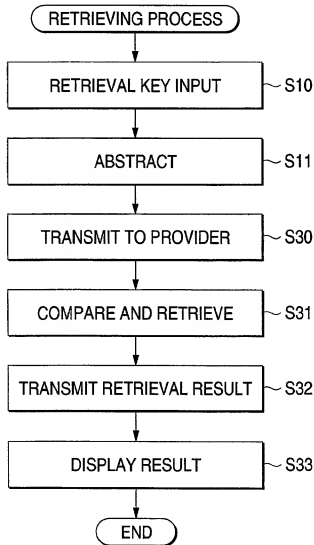 RETRIEVING PROCESS
RETRIEVAL KEY INPUT S10
ABSTRACT S11
TRANSMIT TO PROVIDER S30
COMPARE AND RETRIEVE S31
TRANSMIT RETRIEVAL RESULT S32
DISPLAY RESULT S33
END